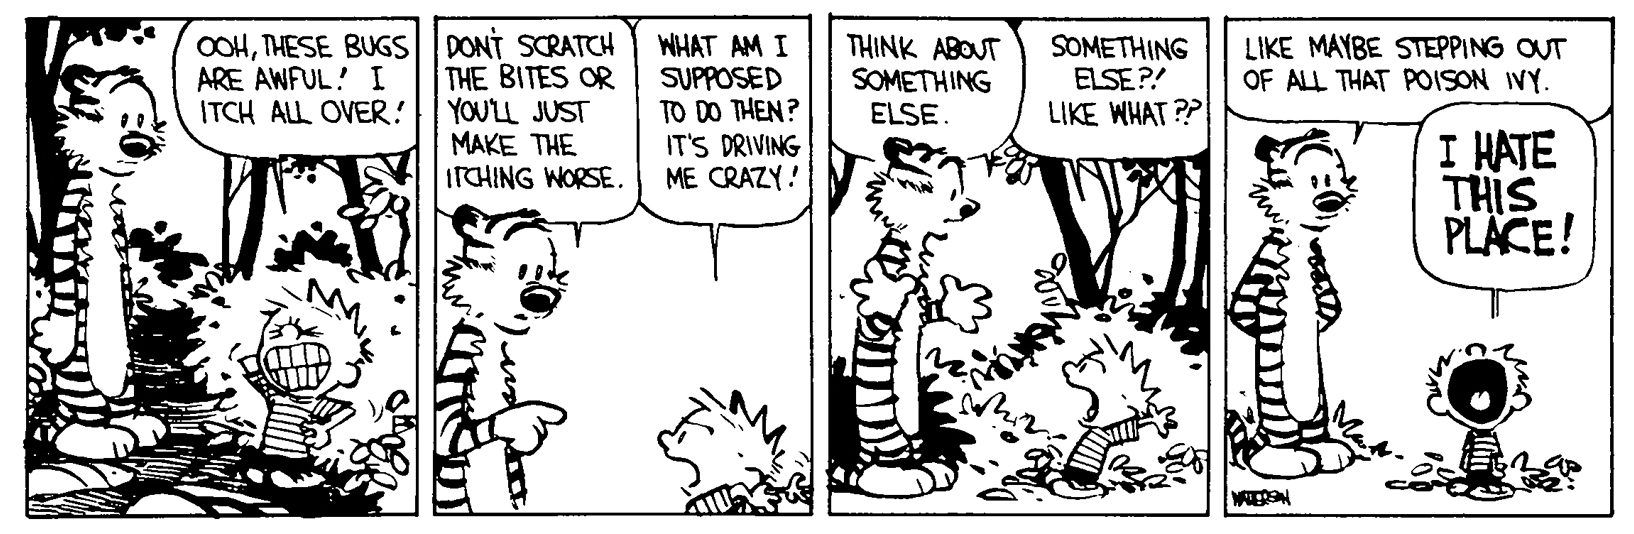 OOH, THESE BUGS
ARE AWFUL! I
ITCH ALL OVER!
DON'T SCRATCH
THE BITES OR
YOU'LL JUST
MAKE THE
ITCHING WORSE.
WHAT AM I
SUPPOSED
TO DO THEN?
IT'S DRIVING
ME CRAZY!
THINK ABOUT
SOMETHING
ELSE.
SOMETHING
ELSE?!
LIKE WHAT??
LIKE MAYBE STEPPING OUT
OF ALL THAT POISON IVY.
I HATE
THIS
PLACE!
WATTERSON